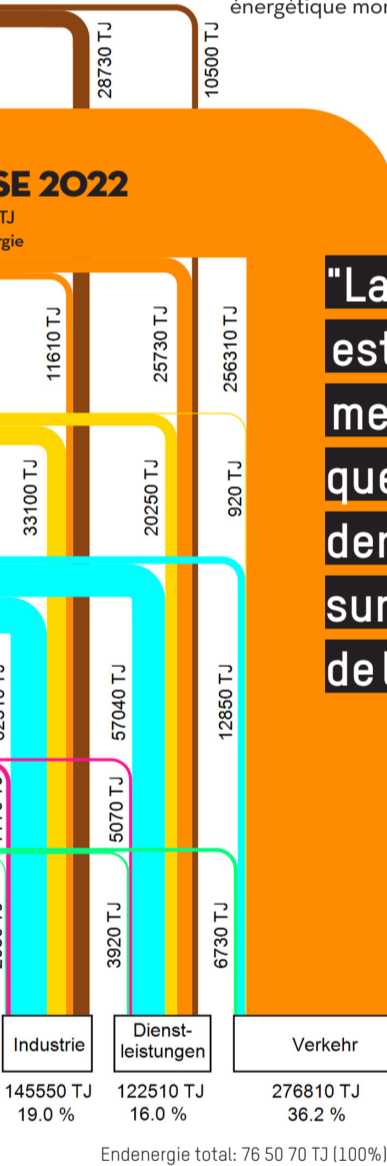 énergétique mon
28730 TJ
10500 TJ
SE 2022
TJ
rgie
11610 TJ
25730 TJ
256310 TJ
"La
est
me
que
der
sur
de l
33100 TJ
20250 TJ
920 TJ
57040 TJ
12850 TJ
5070 TJ
3920 TJ
6730 TJ
Industrie
Dienst-
leistungen
Verkehr
145550 TJ
122510 TJ
276810 TJ
19.0 %
16.0 %
36.2 %
Endenergie total: 76 50 70 TJ (100%)